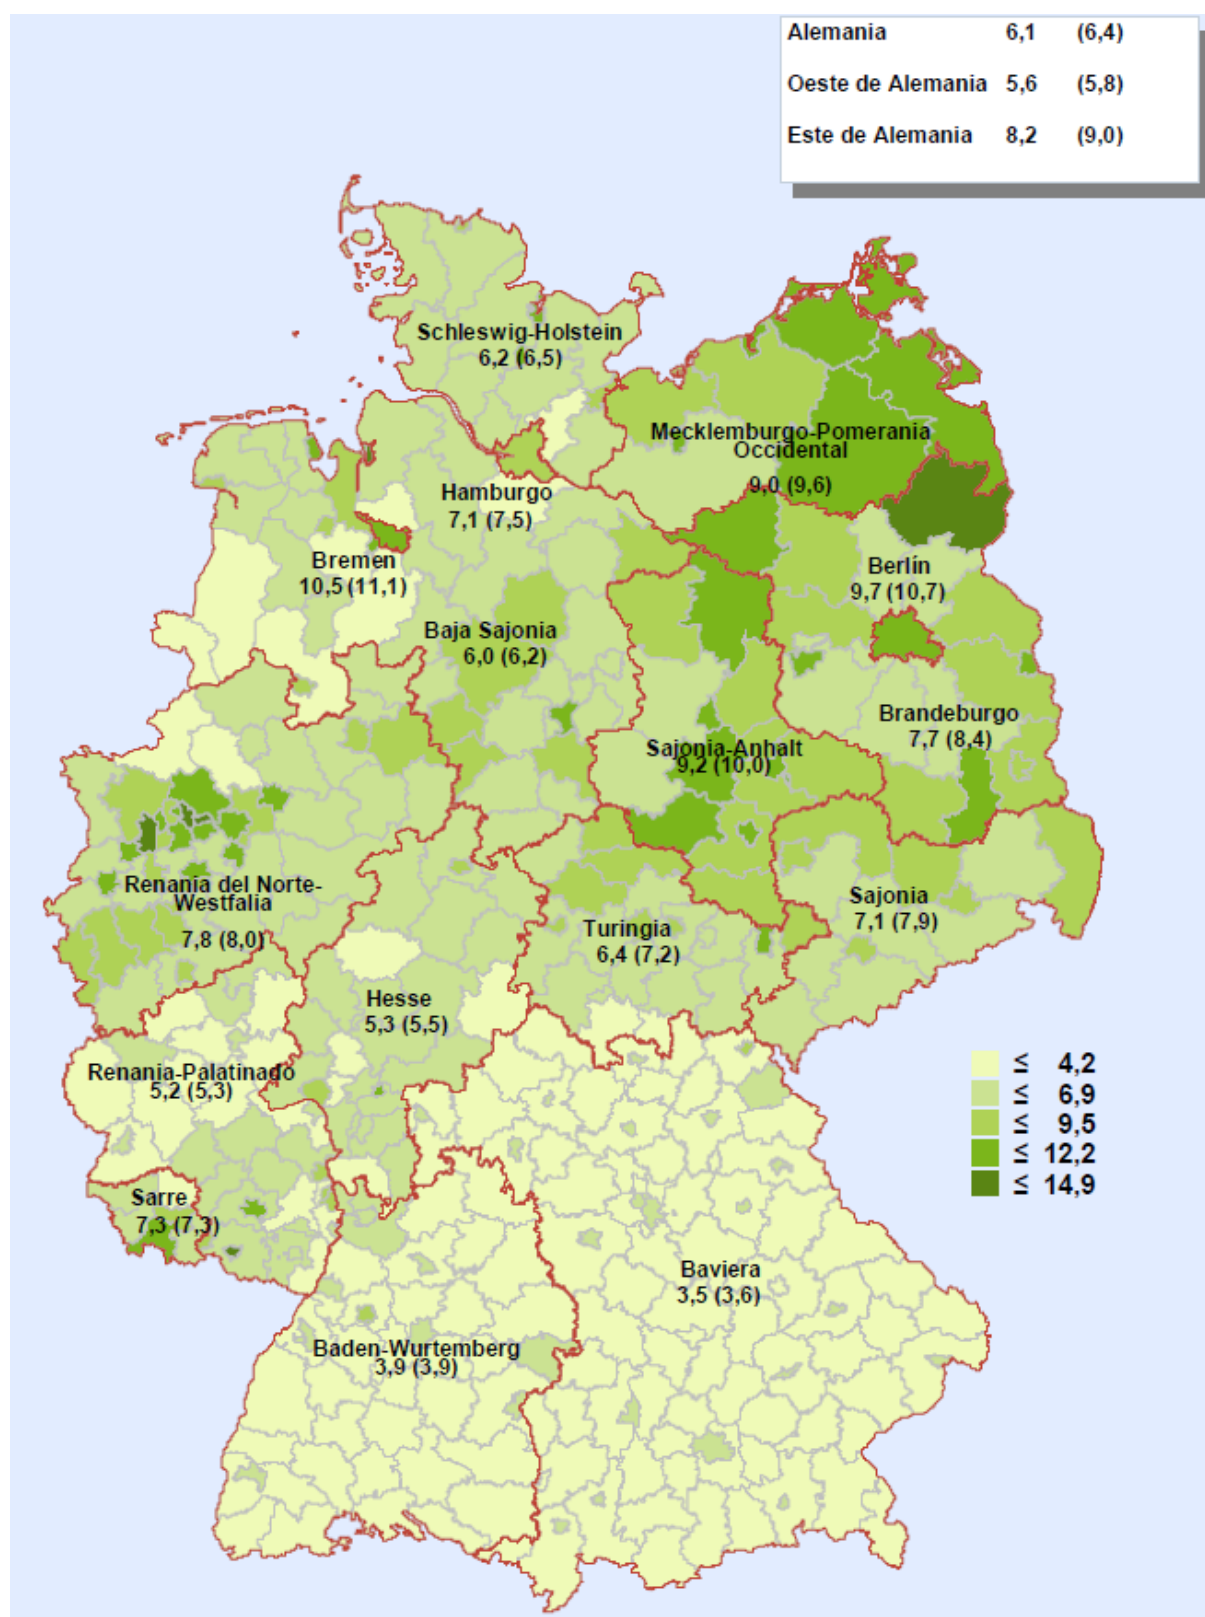 Alemania 6,1 (6,4)
Oeste de Alemania 5,6 (5,8)
Este de Alemania 8,2 (9,0)
Schleswig-Holstein
6,2 (6,5)
Mecklemburgo-Pomerania
Occidental
9,0 (9,6)
Hamburgo
7,1 (7,5)
Bremen
10,5 (11,1)
Berlín
9,7 (10,7)
Baja Sajonia
6,0 (6,2)
Brandeburgo
7,7 (8,4)
Sajonia-Anhalt
9,2 (10,0)
Renania del Norte-
Westfalia
7,8 (8,0)
Sajonia
7,1 (7,9)
Turingia
6,4 (7,2)
Hesse
5,3 (5,5)
Renania-Palatinado
5,2 (5,3)
≤ 4,2
≤ 6,9
≤ 9,5
≤ 12,2
≤ 14,9
Sarre
7,3 (7,3)
Baviera
3,5 (3,6)
Baden-Wurtemberg
3,9 (3,9)